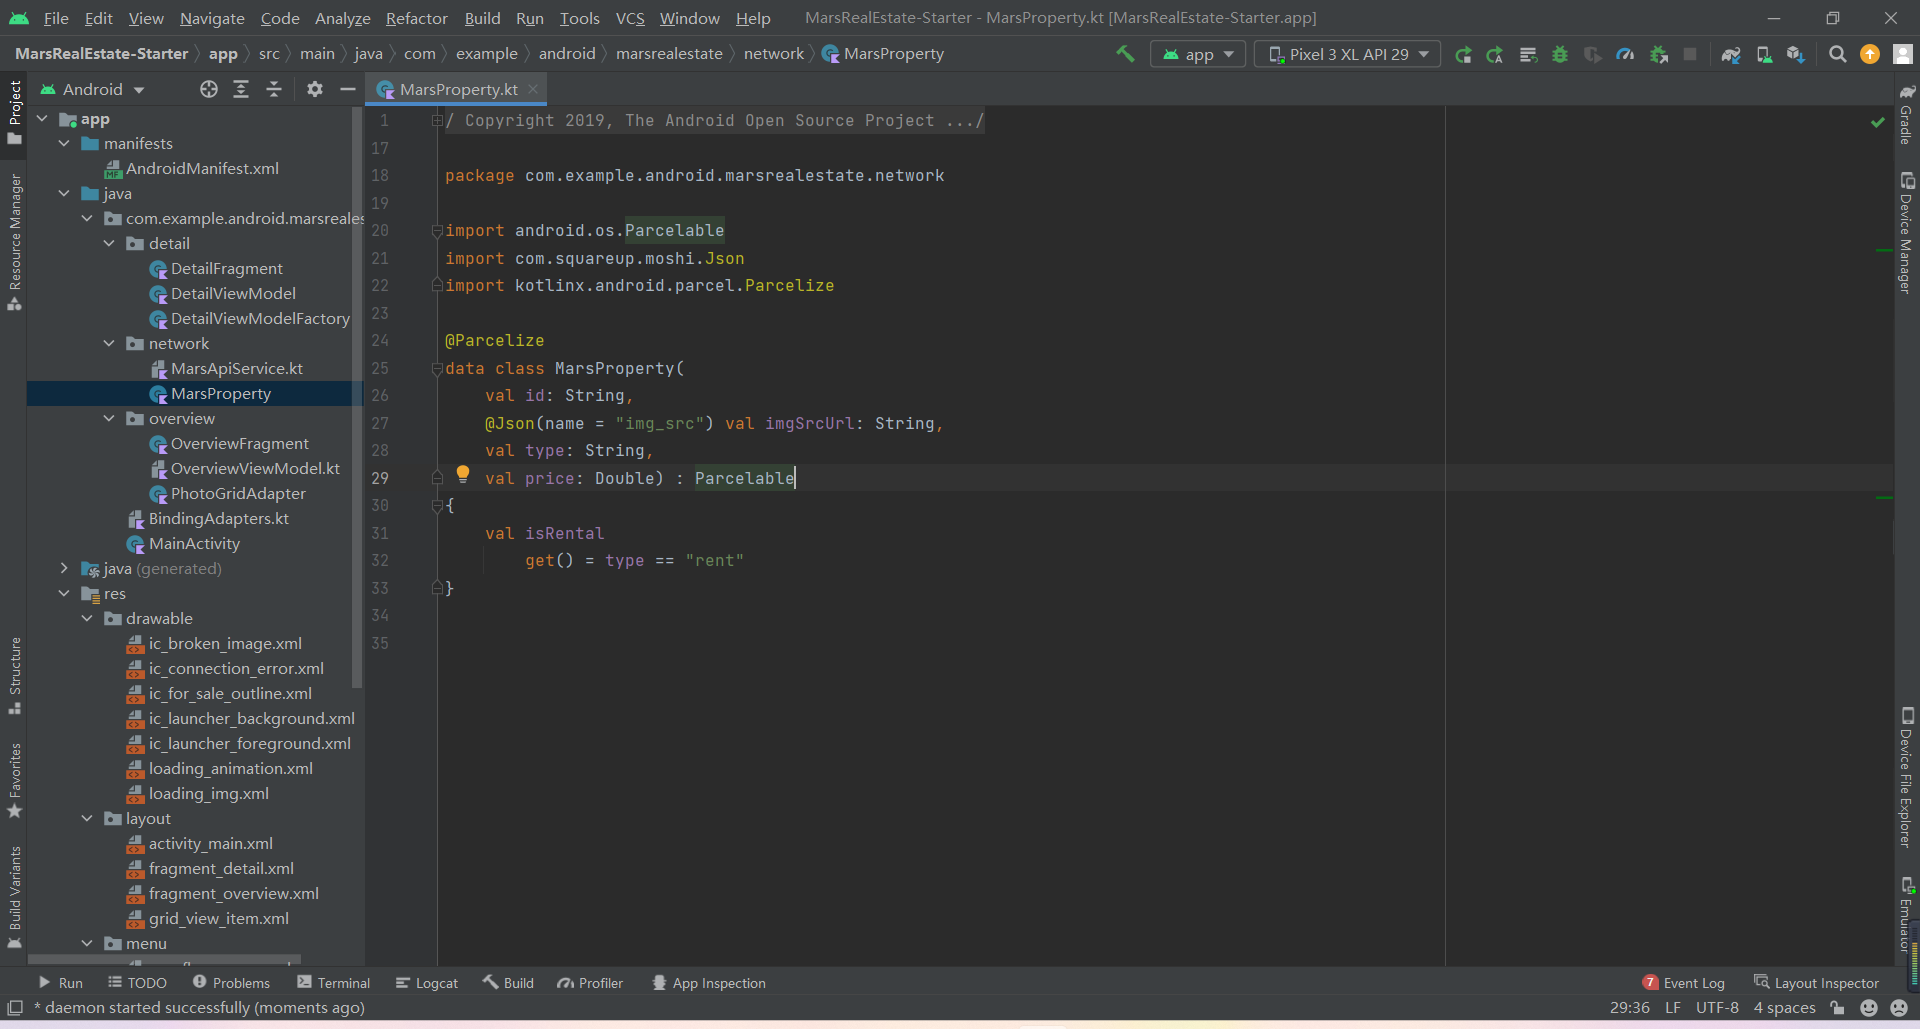 File Edit View Navigate Code Analyze Refactor Build Run Tools VCS Window Help MarsRealEstate-Starter - MarsProperty.kt [MarsRealEstate-Starter.app]
MarsRealEstate-Starter app src main java com example android marsrealestate network MarsProperty app Pixel 3 XL API 29
Android
MarsProperty.kt
Project
Resource Manager
Structure
Favorites
Build Variants
app
manifests
AndroidManifest.xml
java
com.example.android.marsreales
detail
DetailFragment
DetailViewModel
DetailViewModelFactory
network
MarsApiService.kt
MarsProperty
overview
OverviewFragment
OverviewViewModel.kt
PhotoGridAdapter
BindingAdapters.kt
MainActivity
java (generated)
res
drawable
ic_broken_image.xml
ic_connection_error.xml
ic_for_sale_outline.xml
ic_launcher_background.xml
ic_launcher_foreground.xml
loading_animation.xml
loading_img.xml
layout
activity_main.xml
fragment_detail.xml
fragment_overview.xml
grid_view_item.xml
menu
1 / Copyright 2019, The Android Open Source Project .../
17
18 package com.example.android.marsrealestate.network
19
20 import android.os.Parcelable
21 import com.squareup.moshi.Json
22 import kotlinx.android.parcel.Parcelize
23
24 @Parcelize
25 data class MarsProperty(
26 val id: String,
27 @Json(name = "img_src") val imgSrcUrl: String,
28 val type: String,
29 val price: Double) : Parcelable
30 {
31 val isRental
32 get() = type == "rent"
33 }
34
35
Gradle
Device Manager
Device File Explorer
Emulator
Run TODO Problems Terminal Logcat Build Profiler App Inspection 7 Event Log Layout Inspector
* daemon started successfully (moments ago) 29:36 LF UTF-8 4 spaces